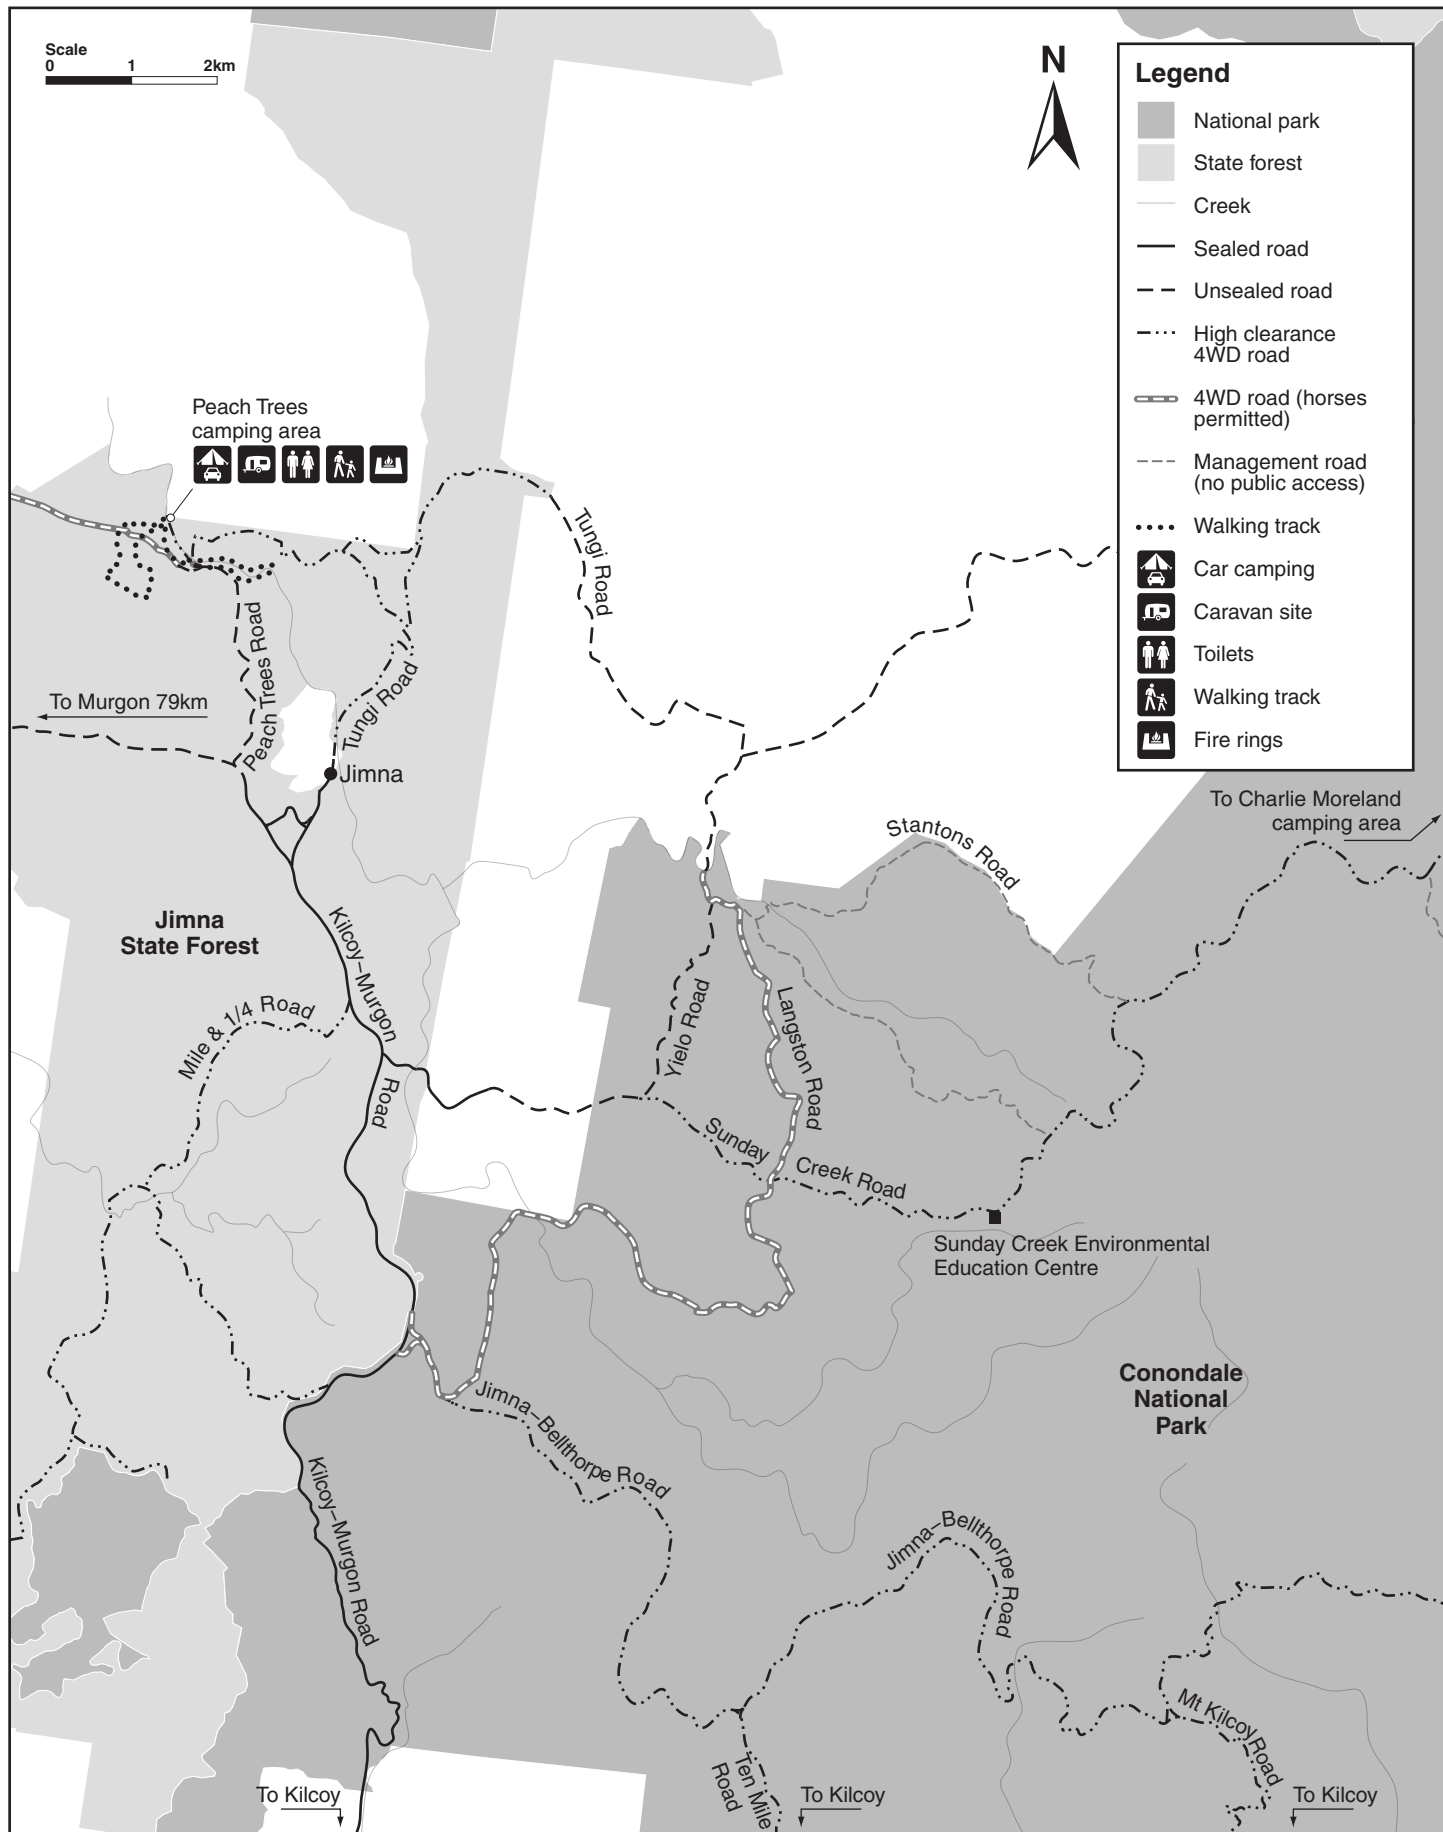 Scale
0 1 2km
N
Legend
National park
State forest
Creek
Sealed road
Unsealed road
High clearance
4WD road
4WD road (horses
permitted)
Management road
(no public access)
Walking track
Car camping
Caravan site
Toilets
Walking track
Fire rings
Peach Trees
camping area
Tungi Road
Peach Trees Road
Tungi Road
To Murgon 79km
Jimna
To Charlie Moreland
camping area
Stantons Road
Jimna
State Forest
Kilcoy–Murgon
Road
Mile & 1/4 Road
Yielo Road
Langston Road
Sunday
Creek Road
Sunday Creek Environmental
Education Centre
Conondale
National
Park
Jimna–Bellthorpe Road
Kilcoy–Murgon Road
Jimna–Bellthorpe Road
Mt Kilcoy Road
Ten Mile
Road
To Kilcoy
To Kilcoy
To Kilcoy